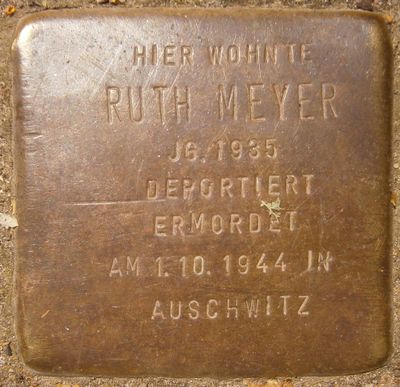 HIER WOHNTE
RUTH MEYER
JG. 1935
DEPORTIERT
ERMORDET
AM 1.10.1944 IN
AUSCHWITZ